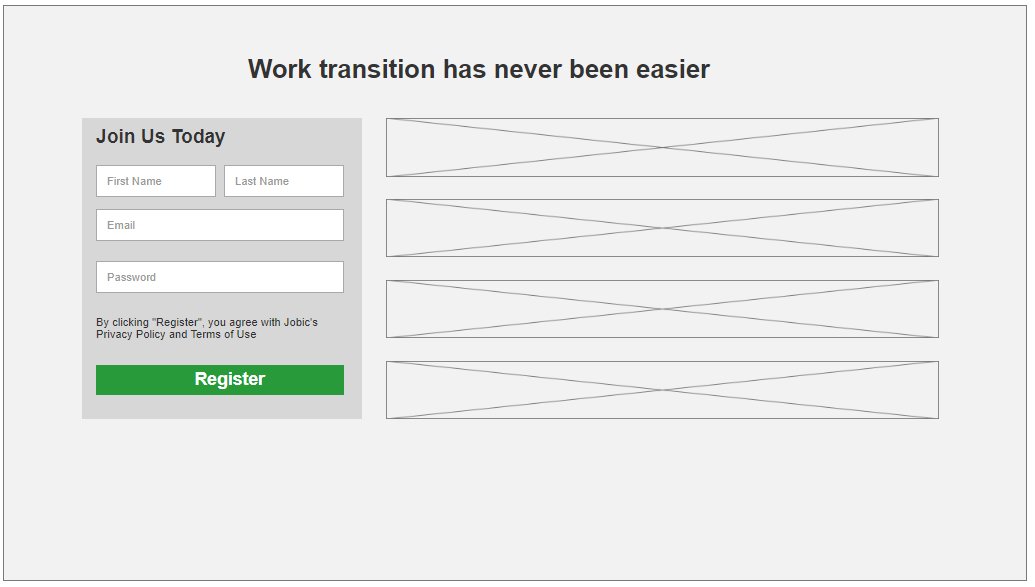 Work transition has never been easier
Join Us Today
First Name
Last Name
Email
Password
By clicking "Register", you agree with Jobic's
Privacy Policy and Terms of Use
Register